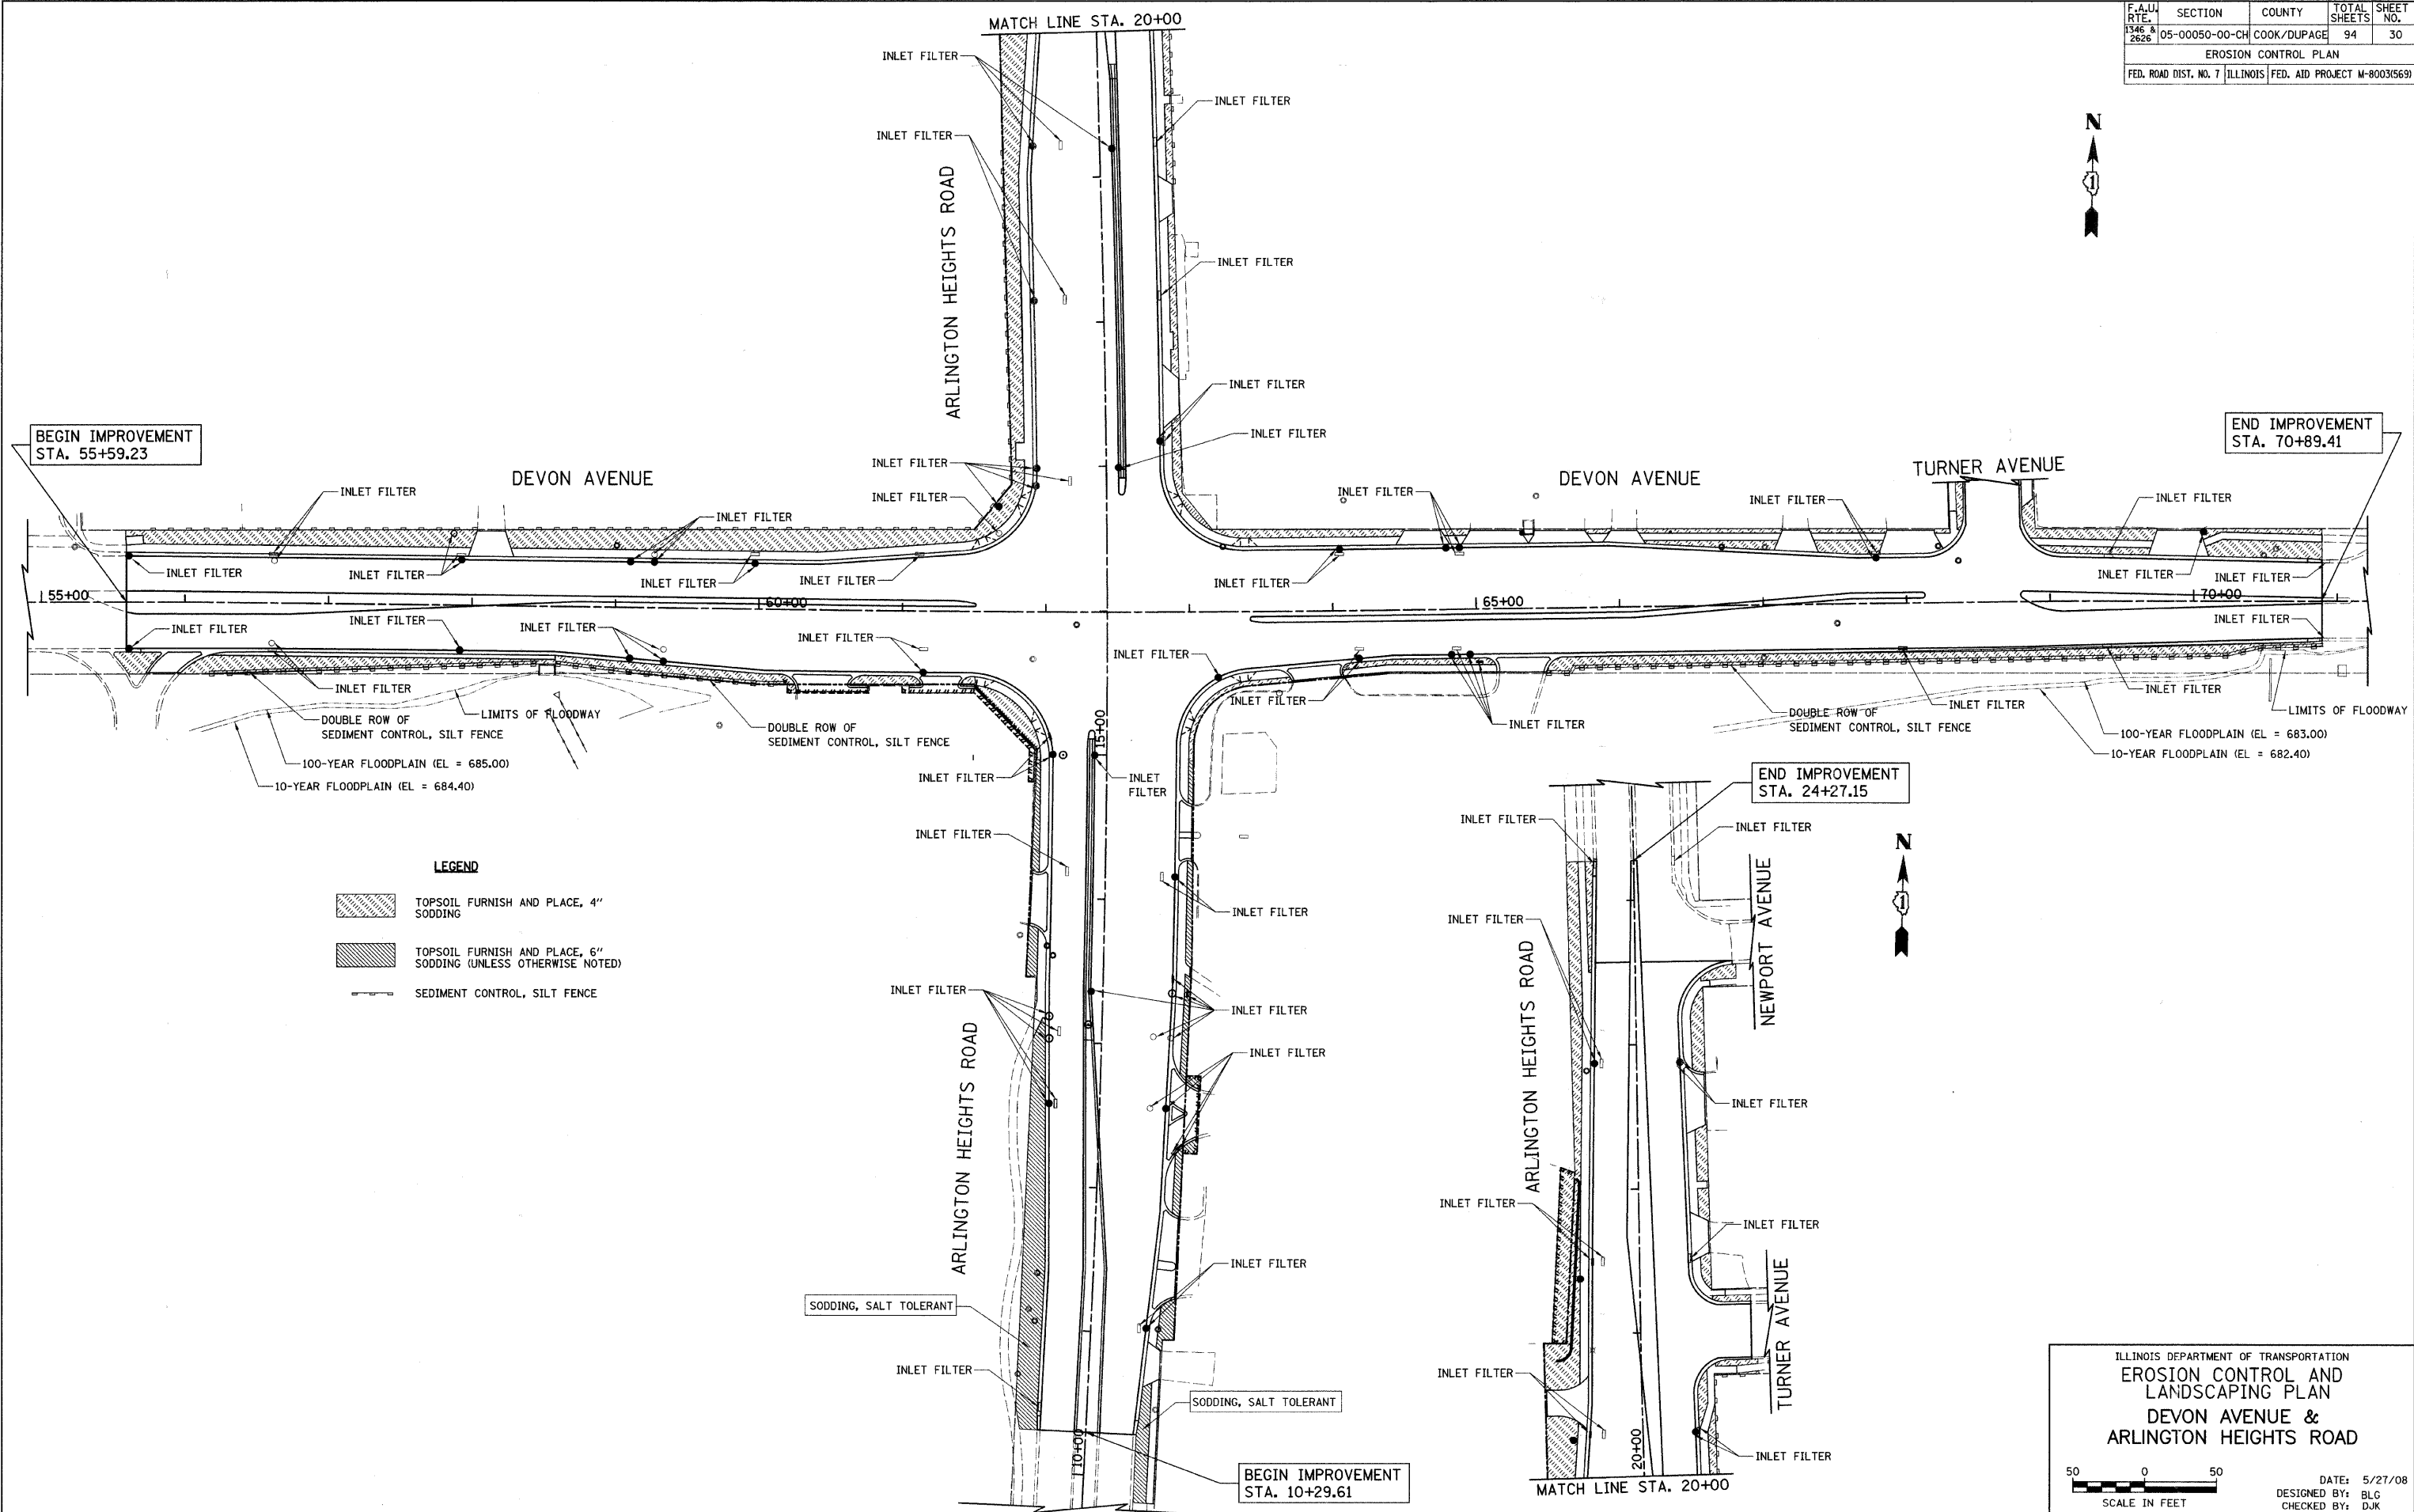 F.A.U. RTE. SECTION COUNTY TOTAL SHEETS SHEET NO.
1346 & 2626 05-00050-00-CH COOK/DUPAGE 94 30
EROSION CONTROL PLAN
FED. ROAD DIST. NO. 7 ILLINOIS FED. AID PROJECT M-8003(569)
MATCH LINE STA. 20+00
INLET FILTER
INLET FILTER
INLET FILTER
INLET FILTER
INLET FILTER
INLET FILTER
ARLINGTON HEIGHTS ROAD
N
1
BEGIN IMPROVEMENT
STA. 55+59.23
END IMPROVEMENT
STA. 70+89.41
DEVON AVENUE
INLET FILTER
INLET FILTER
DEVON AVENUE
TURNER AVENUE
INLET FILTER
INLET FILTER
INLET FILTER
INLET FILTER
INLET FILTER
INLET FILTER
INLET FILTER
INLET FILTER
INLET FILTER
INLET FILTER
INLET FILTER
INLET FILTER
INLET FILTER
55+00
60+00
65+00
70+00
INLET FILTER
INLET FILTER
INLET FILTER
INLET FILTER
INLET FILTER
INLET FILTER
INLET FILTER
INLET FILTER
INLET FILTER
INLET FILTER
INLET FILTER
DOUBLE ROW OF
SEDIMENT CONTROL, SILT FENCE
LIMITS OF FLOODWAY
DOUBLE ROW OF
SEDIMENT CONTROL, SILT FENCE
DOUBLE ROW OF
SEDIMENT CONTROL, SILT FENCE
LIMITS OF FLOODWAY
100-YEAR FLOODPLAIN (EL = 685.00)
10-YEAR FLOODPLAIN (EL = 684.40)
100-YEAR FLOODPLAIN (EL = 683.00)
10-YEAR FLOODPLAIN (EL = 682.40)
15+00
INLET FILTER
INLET
FILTER
INLET FILTER
INLET FILTER
INLET FILTER
INLET FILTER
INLET FILTER
ARLINGTON HEIGHTS ROAD
INLET FILTER
SODDING, SALT TOLERANT
INLET FILTER
SODDING, SALT TOLERANT
10+00
BEGIN IMPROVEMENT
STA. 10+29.61
LEGEND
TOPSOIL FURNISH AND PLACE, 4"
SODDING
TOPSOIL FURNISH AND PLACE, 6"
SODDING (UNLESS OTHERWISE NOTED)
SEDIMENT CONTROL, SILT FENCE
END IMPROVEMENT
STA. 24+27.15
INLET FILTER
INLET FILTER
N
1
NEWPORT AVENUE
INLET FILTER
ARLINGTON HEIGHTS ROAD
INLET FILTER
INLET FILTER
INLET FILTER
TURNER AVENUE
INLET FILTER
INLET FILTER
20+00
MATCH LINE STA. 20+00
ILLINOIS DEPARTMENT OF TRANSPORTATION
EROSION CONTROL AND
LANDSCAPING PLAN
DEVON AVENUE &
ARLINGTON HEIGHTS ROAD
50 0 50
SCALE IN FEET
DATE: 5/27/08
DESIGNED BY: BLG
CHECKED BY: DJK